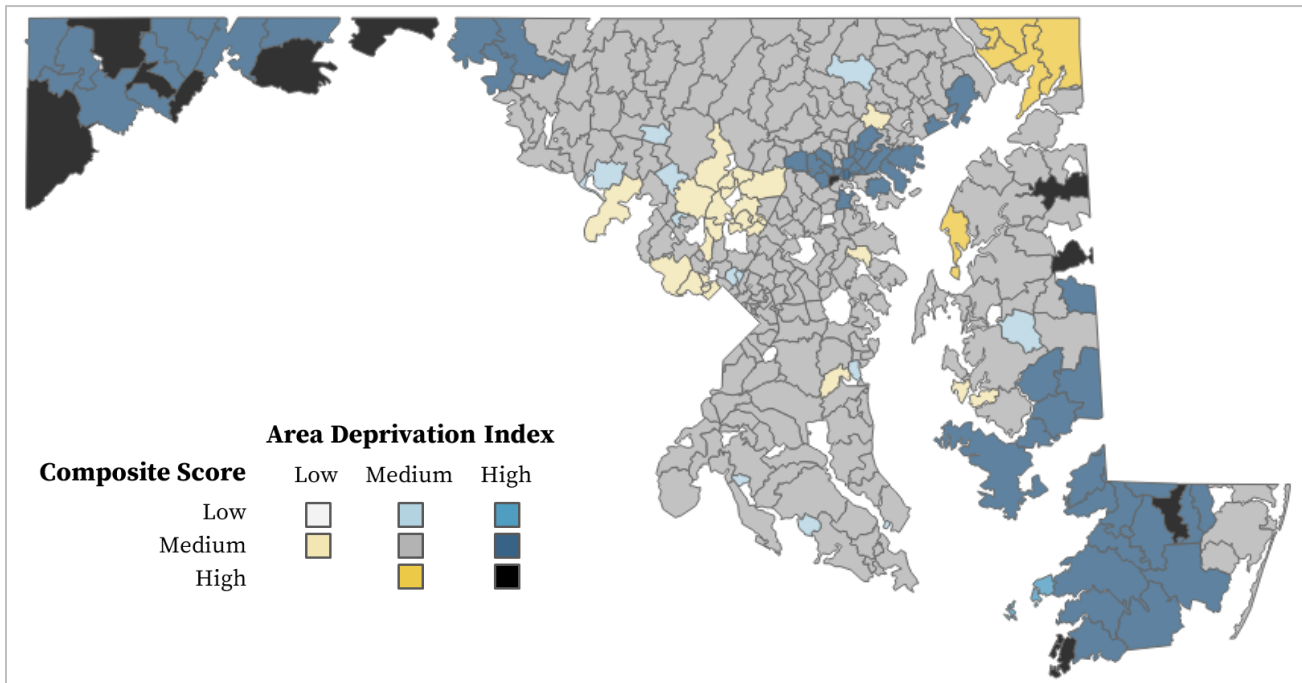 Area Deprivation Index
Composite Score Low Medium High
Low
Medium
High